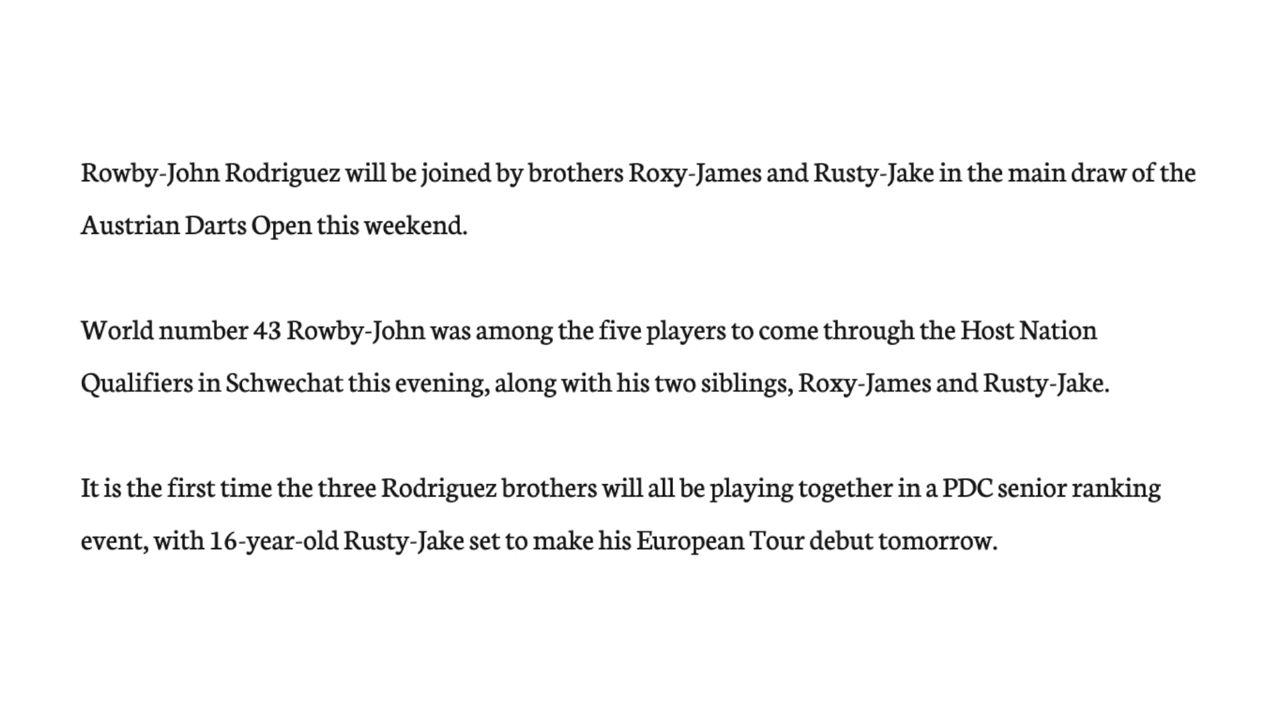 Rowby-John Rodriguez will be joined by brothers Roxy-James and Rusty-Jake in the main draw of the
Austrian Darts Open this weekend.
World number 43 Rowby-John was among the five players to come through the Host Nation
Qualifiers in Schwechat this evening, along with his two siblings, Roxy-James and Rusty-Jake.
It is the first time the three Rodriguez brothers will all be playing together in a PDC senior ranking
event, with 16-year-old Rusty-Jake set to make his European Tour debut tomorrow.